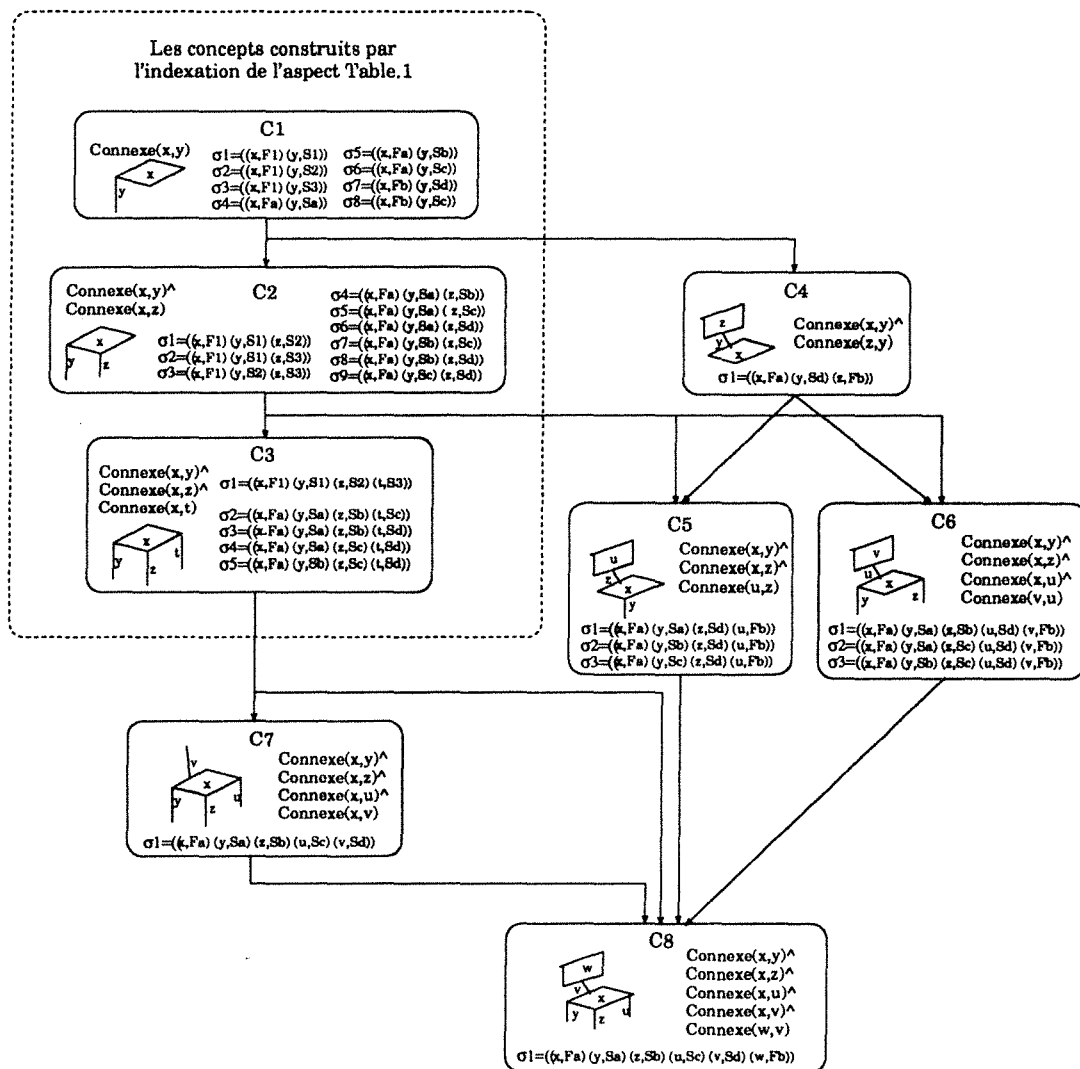 Les concepts construits par
l'indexation de l'aspect Table.1
C1
Connexe(x,y)
x
y
σ1=((x,F1) (y,S1))
σ2=((x,F1) (y,S2))
σ3=((x,F1) (y,S3))
σ4=((x,Fa) (y,Sa))
σ5=((x,Fa) (y,Sb))
σ6=((x,Fa) (y,Sc))
σ7=((x,Fb) (y,Sd))
σ8=((x,Fb) (y,Sc))
C2
Connexe(x,y)^
Connexe(x,z)
x
y
z
σ1=((x,F1) (y,S1) (z,S2))
σ2=((x,F1) (y,S1) (z,S3))
σ3=((x,F1) (y,S2) (z,S3))
σ4=((x,Fa) (y,Sa) (z,Sb))
σ5=((x,Fa) (y,Sa) (z,Sc))
σ6=((x,Fa) (y,Sa) (z,Sd))
σ7=((x,Fa) (y,Sb) (z,Sc))
σ8=((x,Fa) (y,Sb) (z,Sd))
σ9=((x,Fa) (y,Sc) (z,Sd))
C4
z
y
x
Connexe(x,y)^
Connexe(z,y)
σ1=((x,Fa) (y,Sd) (z,Fb))
C3
Connexe(x,y)^
Connexe(x,z)^
Connexe(x,t)
x
y
z
t
σ1=((x,F1) (y,S1) (z,S2) (t,S3))
σ2=((x,Fa) (y,Sa) (z,Sb) (t,Sc))
σ3=((x,Fa) (y,Sa) (z,Sb) (t,Sd))
σ4=((x,Fa) (y,Sa) (z,Sc) (t,Sd))
σ5=((x,Fa) (y,Sb) (z,Sc) (t,Sd))
C5
u
z
x
y
Connexe(x,y)^
Connexe(x,z)^
Connexe(u,z)
σ1=((x,Fa) (y,Sa) (z,Sd) (u,Fb))
σ2=((x,Fa) (y,Sb) (z,Sd) (u,Fb))
σ3=((x,Fa) (y,Sc) (z,Sd) (u,Fb))
C6
v
u
x
y
z
Connexe(x,y)^
Connexe(x,z)^
Connexe(x,u)^
Connexe(v,u)
σ1=((x,Fa) (y,Sa) (z,Sb) (u,Sd) (v,Fb))
σ2=((x,Fa) (y,Sa) (z,Sc) (u,Sd) (v,Fb))
σ3=((x,Fa) (y,Sb) (z,Sc) (u,Sd) (v,Fb))
C7
v
x
y
z
u
Connexe(x,y)^
Connexe(x,z)^
Connexe(x,u)^
Connexe(x,v)
σ1=((x,Fa) (y,Sa) (z,Sb) (u,Sc) (v,Sd))
C8
w
v
x
y
z
u
Connexe(x,y)^
Connexe(x,z)^
Connexe(x,u)^
Connexe(x,v)^
Connexe(w,v)
σ1=((x,Fa) (y,Sa) (z,Sb) (u,Sc) (v,Sd) (w,Fb))